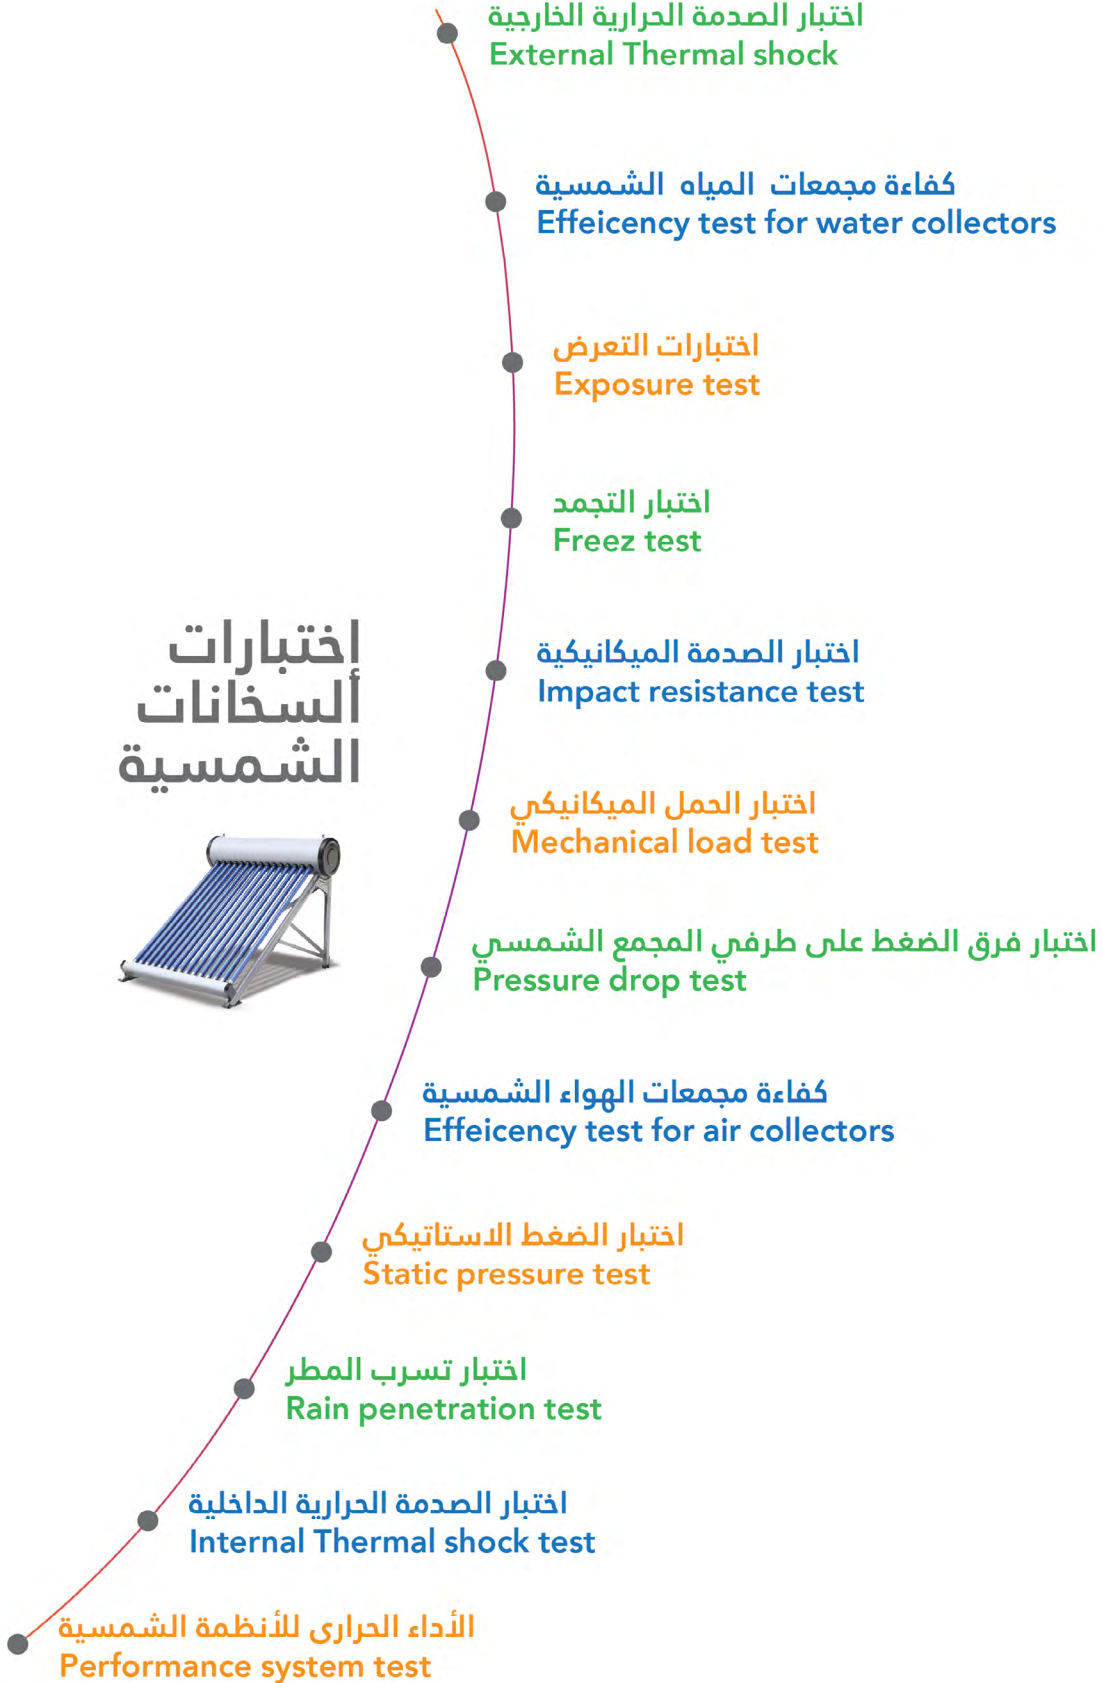 اختبار الصدمة الحرارية الخارجية
External Thermal shock
كفاءة مجمعات المياه الشمسية
Effeicency test for water collectors
اختبارات التعرض
Exposure test
اختبار التجمد
Freez test
إختبارات
ألسخانات
الشمسية
اختبار الصدمة الميكانيكية
Impact resistance test
اختبار الحمل الميكانيكي
Mechanical load test
اختبار فرق الضغط على طرفي المجمع الشمسي
Pressure drop test
كفاءة مجمعات الهواء الشمسية
Effeicency test for air collectors
اختبار الضغط الاستاتيكي
Static pressure test
اختبار تسرب المطر
Rain penetration test
اختبار الصدمة الحرارية الداخلية
Internal Thermal shock test
الأداء الحرارى للأنظمة الشمسية
Performance system test